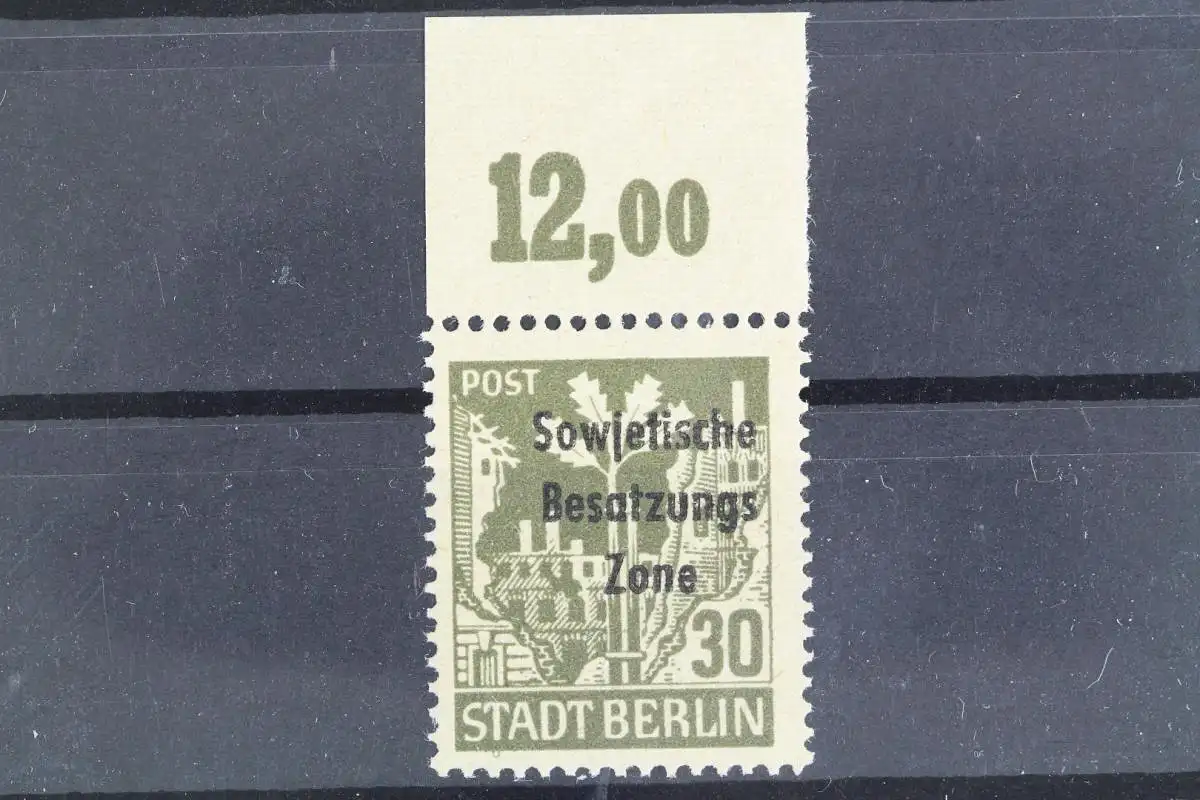 12,00
POST
Sowjetische
Besatzungs
Zone
30
STADT BERLIN